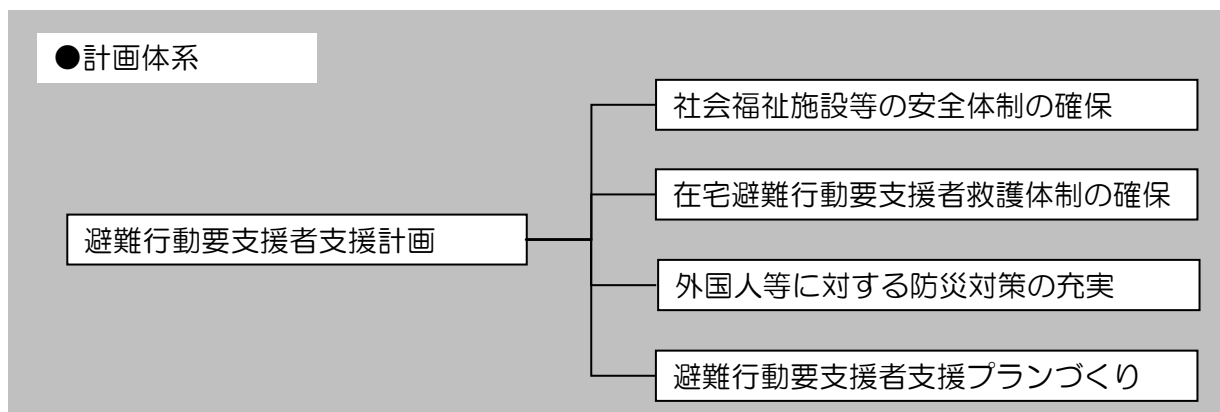 ●計画体系
社会福祉施設等の安全体制の確保
在宅避難行動要支援者救護体制の確保
避難行動要支援者支援計画
外国人等に対する防災対策の充実
避難行動要支援者支援プランづくり